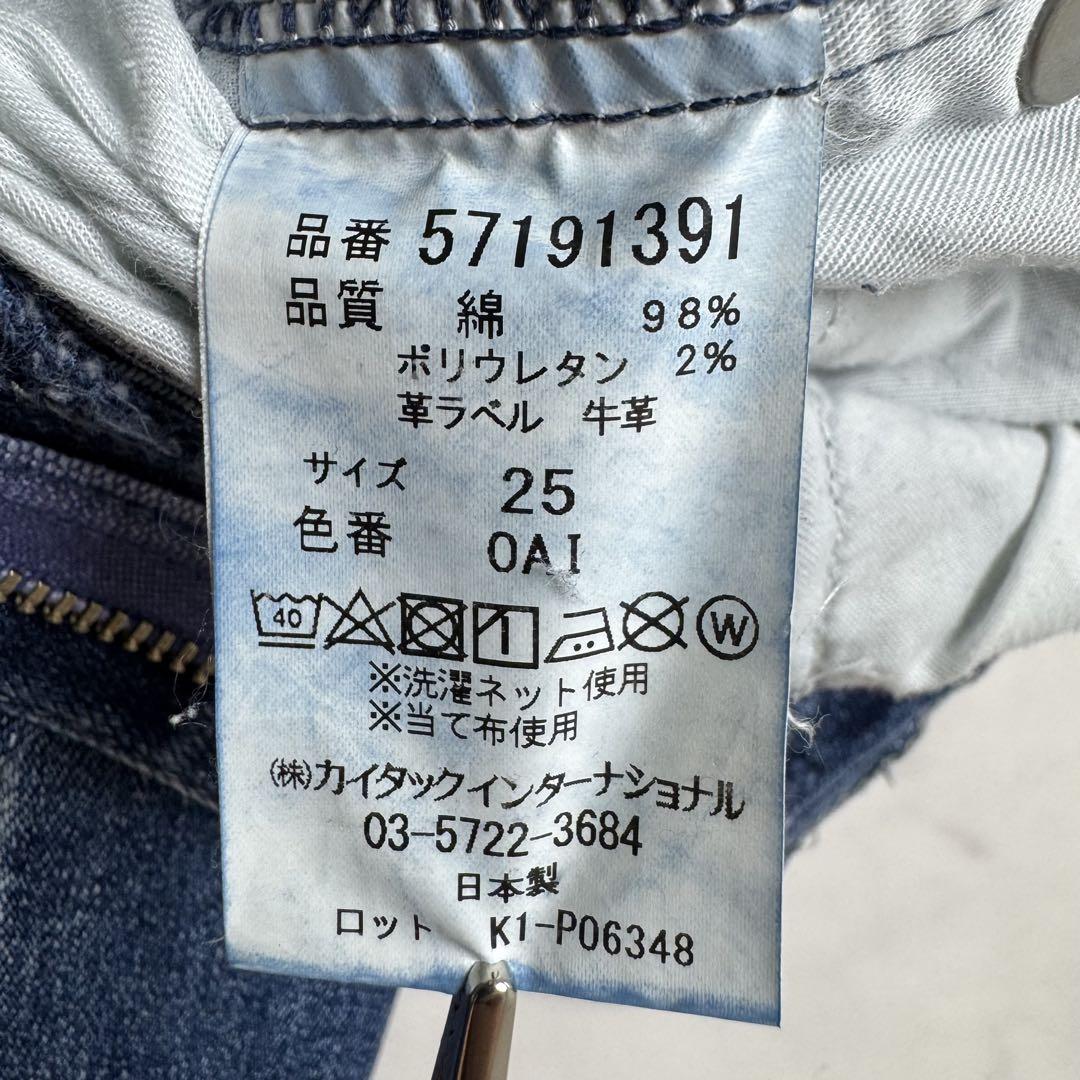 品番 57191391
品質 綿 98%
ポリウレタン 2%
革ラベル 牛革
サイズ 25
色番 0AI
40 W
※洗濯ネット使用
※当て布使用
(株)カイタックインターナショナル
03-5722-3684
日本製
ロット K1-P06348